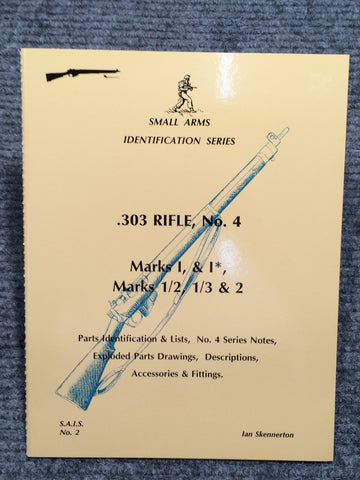 SMALL ARMS
IDENTIFICATION SERIES
.303 RIFLE, No. 4
Marks I, & I*,
Marks 1/2, 1/3 & 2
Parts Identification & Lists, No. 4 Series Notes,
Exploded Parts Drawings, Descriptions,
Accessories & Fittings.
S.A.I.S.
No. 2
Ian Skennerton